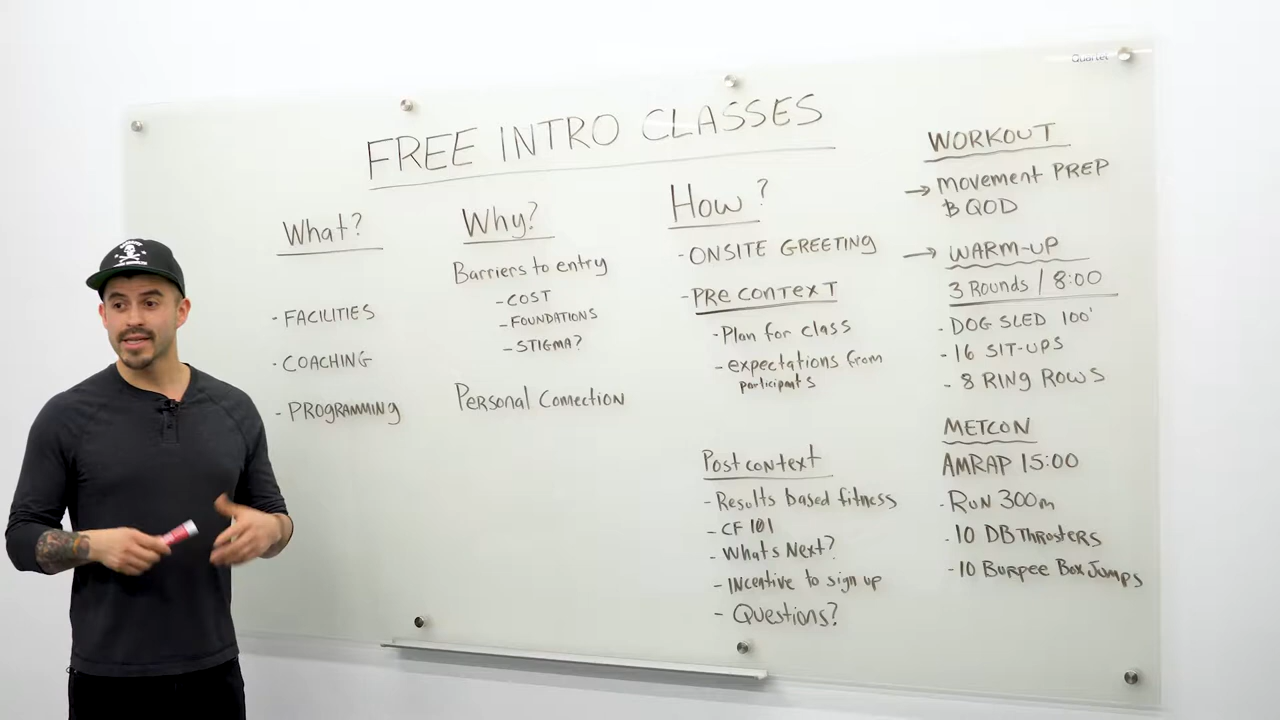 Quartet
FREE INTRO CLASSES
What?
- FACILITIES
- COACHING
- PROGRAMMING
Why?
Barriers to entry
- COST
- FOUNDATIONS
- STIGMA?
Personal Connection
How?
- ONSITE GREETING
- PRE CONTEXT
- Plan for class
- expectations from
participants
Post context
- Results based fitness
- CF 101
- Whats Next?
- Incentive to sign up
- Questions?
WORKOUT
→ Movement PREP
& QOD
→ WARM-UP
3 Rounds / 8:00
- DOG SLED 100'
- 16 SIT-UPS
- 8 RING ROWS
METCON
AMRAP 15:00
- RUN 300m
- 10 DB Thrusters
- 10 Burpee Box Jumps